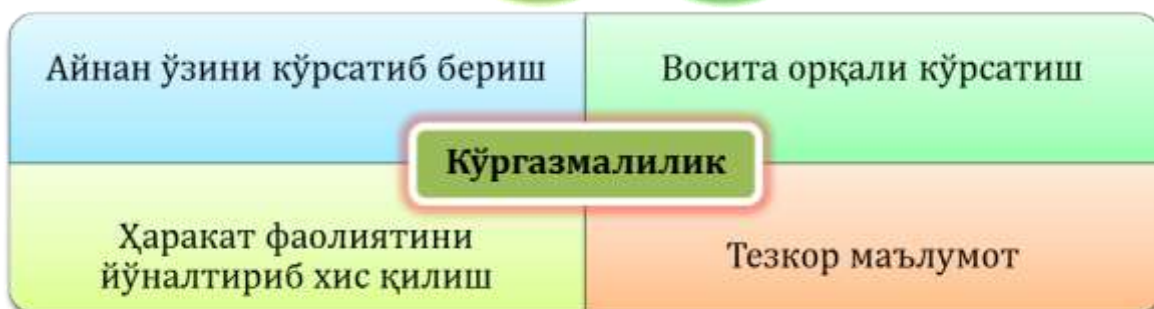 Айнан ўзини кўрсатиб бериш
Восита орқали кўрсатиш
Кўргазмалилик
Ҳаракат фаолиятини
йўналтириб хис қилиш
Тезкор маълумот